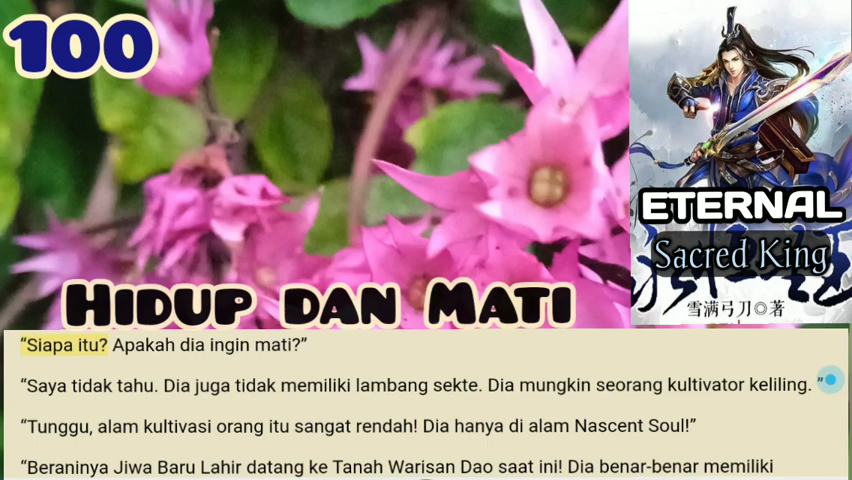 100
ETERNAL
Sacred King
雪满弓刀◎著
HIDUP DAN MATI
“Siapa itu? Apakah dia ingin mati?”
“Saya tidak tahu. Dia juga tidak memiliki lambang sekte. Dia mungkin seorang kultivator keliling. ”
“Tunggu, alam kultivasi orang itu sangat rendah! Dia hanya di alam Nascent Soul!”
“Beraninya Jiwa Baru Lahir datang ke Tanah Warisan Dao saat ini! Dia benar-benar memiliki